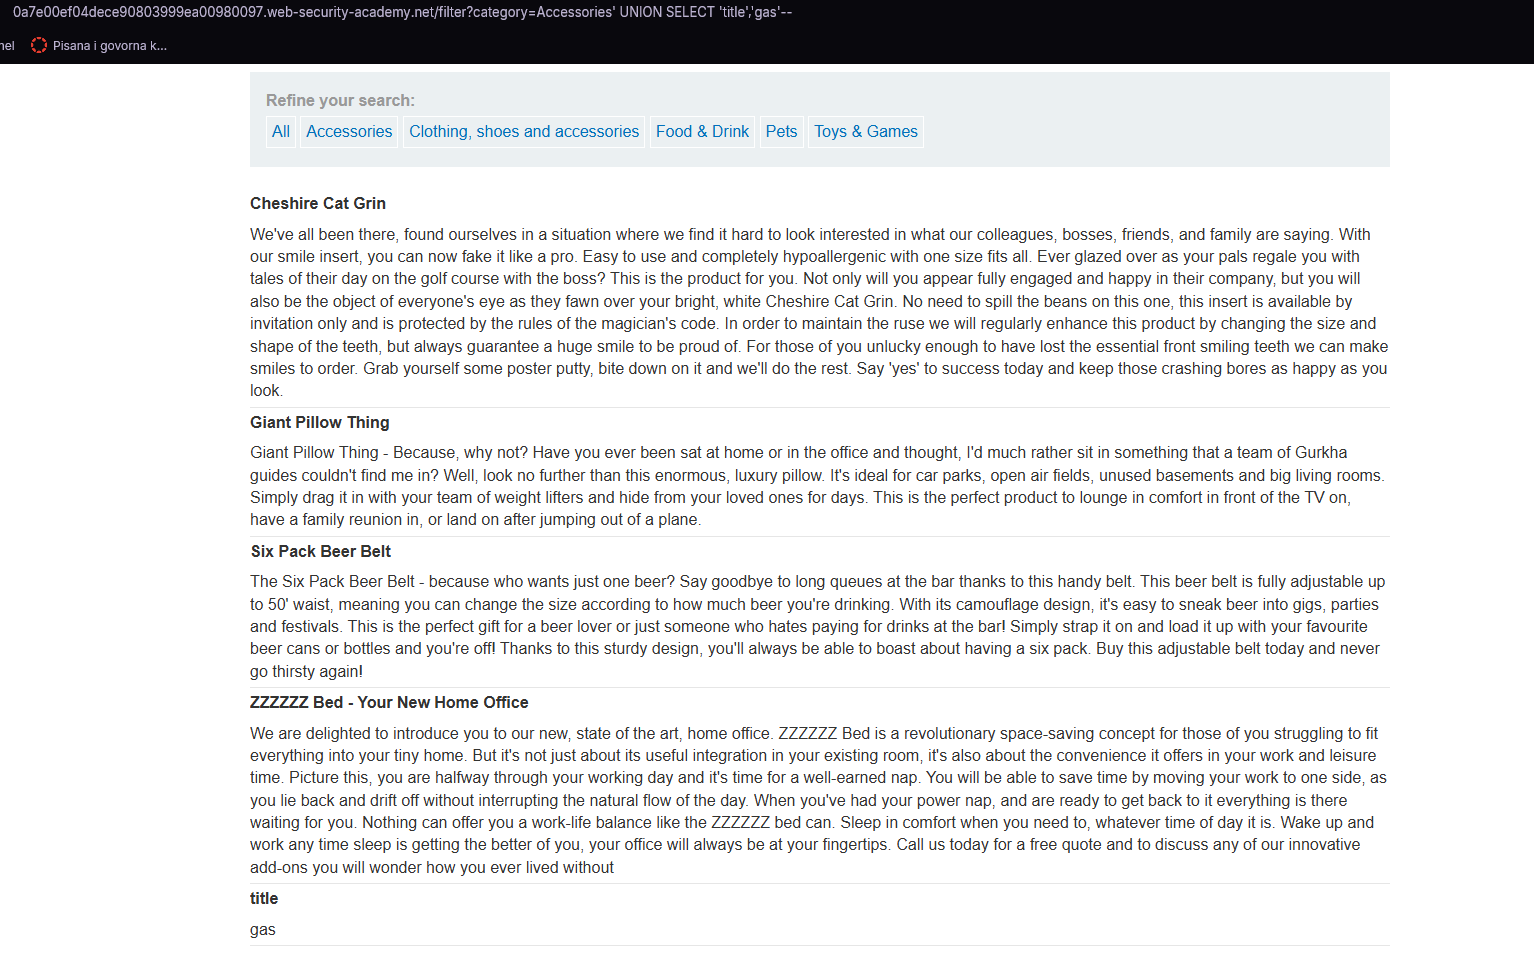 0a7e00ef04dece90803999ea00980097.web-security-academy.net/filter?category=Accessories' UNION SELECT 'title','gas'--
nel
Pisana i govorna k...
Refine your search:
All Accessories Clothing, shoes and accessories Food & Drink Pets Toys & Games
Cheshire Cat Grin
We've all been there, found ourselves in a situation where we find it hard to look interested in what our colleagues, bosses, friends, and family are saying. With
our smile insert, you can now fake it like a pro. Easy to use and completely hypoallergenic with one size fits all. Ever glazed over as your pals regale you with
tales of their day on the golf course with the boss? This is the product for you. Not only will you appear fully engaged and happy in their company, but you will
also be the object of everyone's eye as they fawn over your bright, white Cheshire Cat Grin. No need to spill the beans on this one, this insert is available by
invitation only and is protected by the rules of the magician's code. In order to maintain the ruse we will regularly enhance this product by changing the size and
shape of the teeth, but always guarantee a huge smile to be proud of. For those of you unlucky enough to have lost the essential front smiling teeth we can make
smiles to order. Grab yourself some poster putty, bite down on it and we'll do the rest. Say 'yes' to success today and keep those crashing bores as happy as you
look.
Giant Pillow Thing
Giant Pillow Thing - Because, why not? Have you ever been sat at home or in the office and thought, I'd much rather sit in something that a team of Gurkha
guides couldn't find me in? Well, look no further than this enormous, luxury pillow. It's ideal for car parks, open air fields, unused basements and big living rooms.
Simply drag it in with your team of weight lifters and hide from your loved ones for days. This is the perfect product to lounge in comfort in front of the TV on,
have a family reunion in, or land on after jumping out of a plane.
Six Pack Beer Belt
The Six Pack Beer Belt - because who wants just one beer? Say goodbye to long queues at the bar thanks to this handy belt. This beer belt is fully adjustable up
to 50' waist, meaning you can change the size according to how much beer you're drinking. With its camouflage design, it's easy to sneak beer into gigs, parties
and festivals. This is the perfect gift for a beer lover or just someone who hates paying for drinks at the bar! Simply strap it on and load it up with your favourite
beer cans or bottles and you're off! Thanks to this sturdy design, you'll always be able to boast about having a six pack. Buy this adjustable belt today and never
go thirsty again!
ZZZZZZ Bed - Your New Home Office
We are delighted to introduce you to our new, state of the art, home office. ZZZZZZ Bed is a revolutionary space-saving concept for those of you struggling to fit
everything into your tiny home. But it's not just about its useful integration in your existing room, it's also about the convenience it offers in your work and leisure
time. Picture this, you are halfway through your working day and it's time for a well-earned nap. You will be able to save time by moving your work to one side, as
you lie back and drift off without interrupting the natural flow of the day. When you've had your power nap, and are ready to get back to it everything is there
waiting for you. Nothing can offer you a work-life balance like the ZZZZZZ bed can. Sleep in comfort when you need to, whatever time of day it is. Wake up and
work any time sleep is getting the better of you, your office will always be at your fingertips. Call us today for a free quote and to discuss any of our innovative
add-ons you will wonder how you ever lived without
title
gas